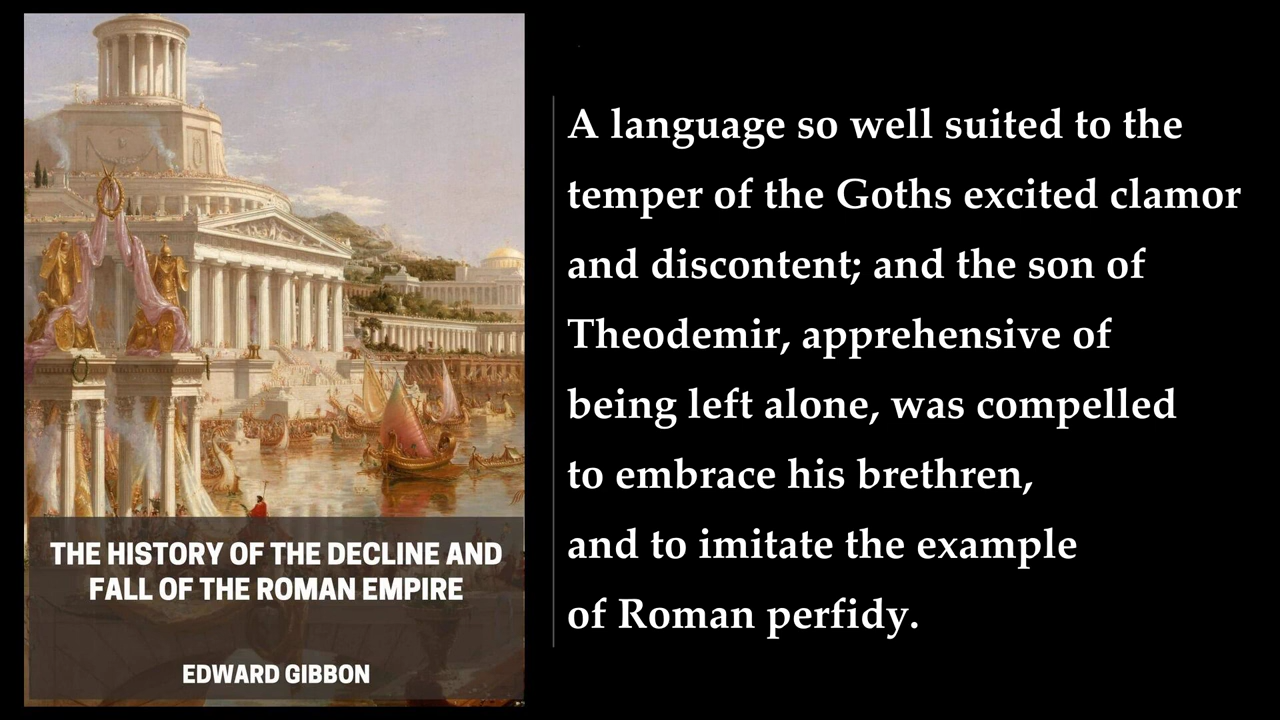 THE HISTORY OF THE DECLINE AND
FALL OF THE ROMAN EMPIRE
EDWARD GIBBON
A language so well suited to the
temper of the Goths excited clamor
and discontent; and the son of
Theodemir, apprehensive of
being left alone, was compelled
to embrace his brethren,
and to imitate the example
of Roman perfidy.